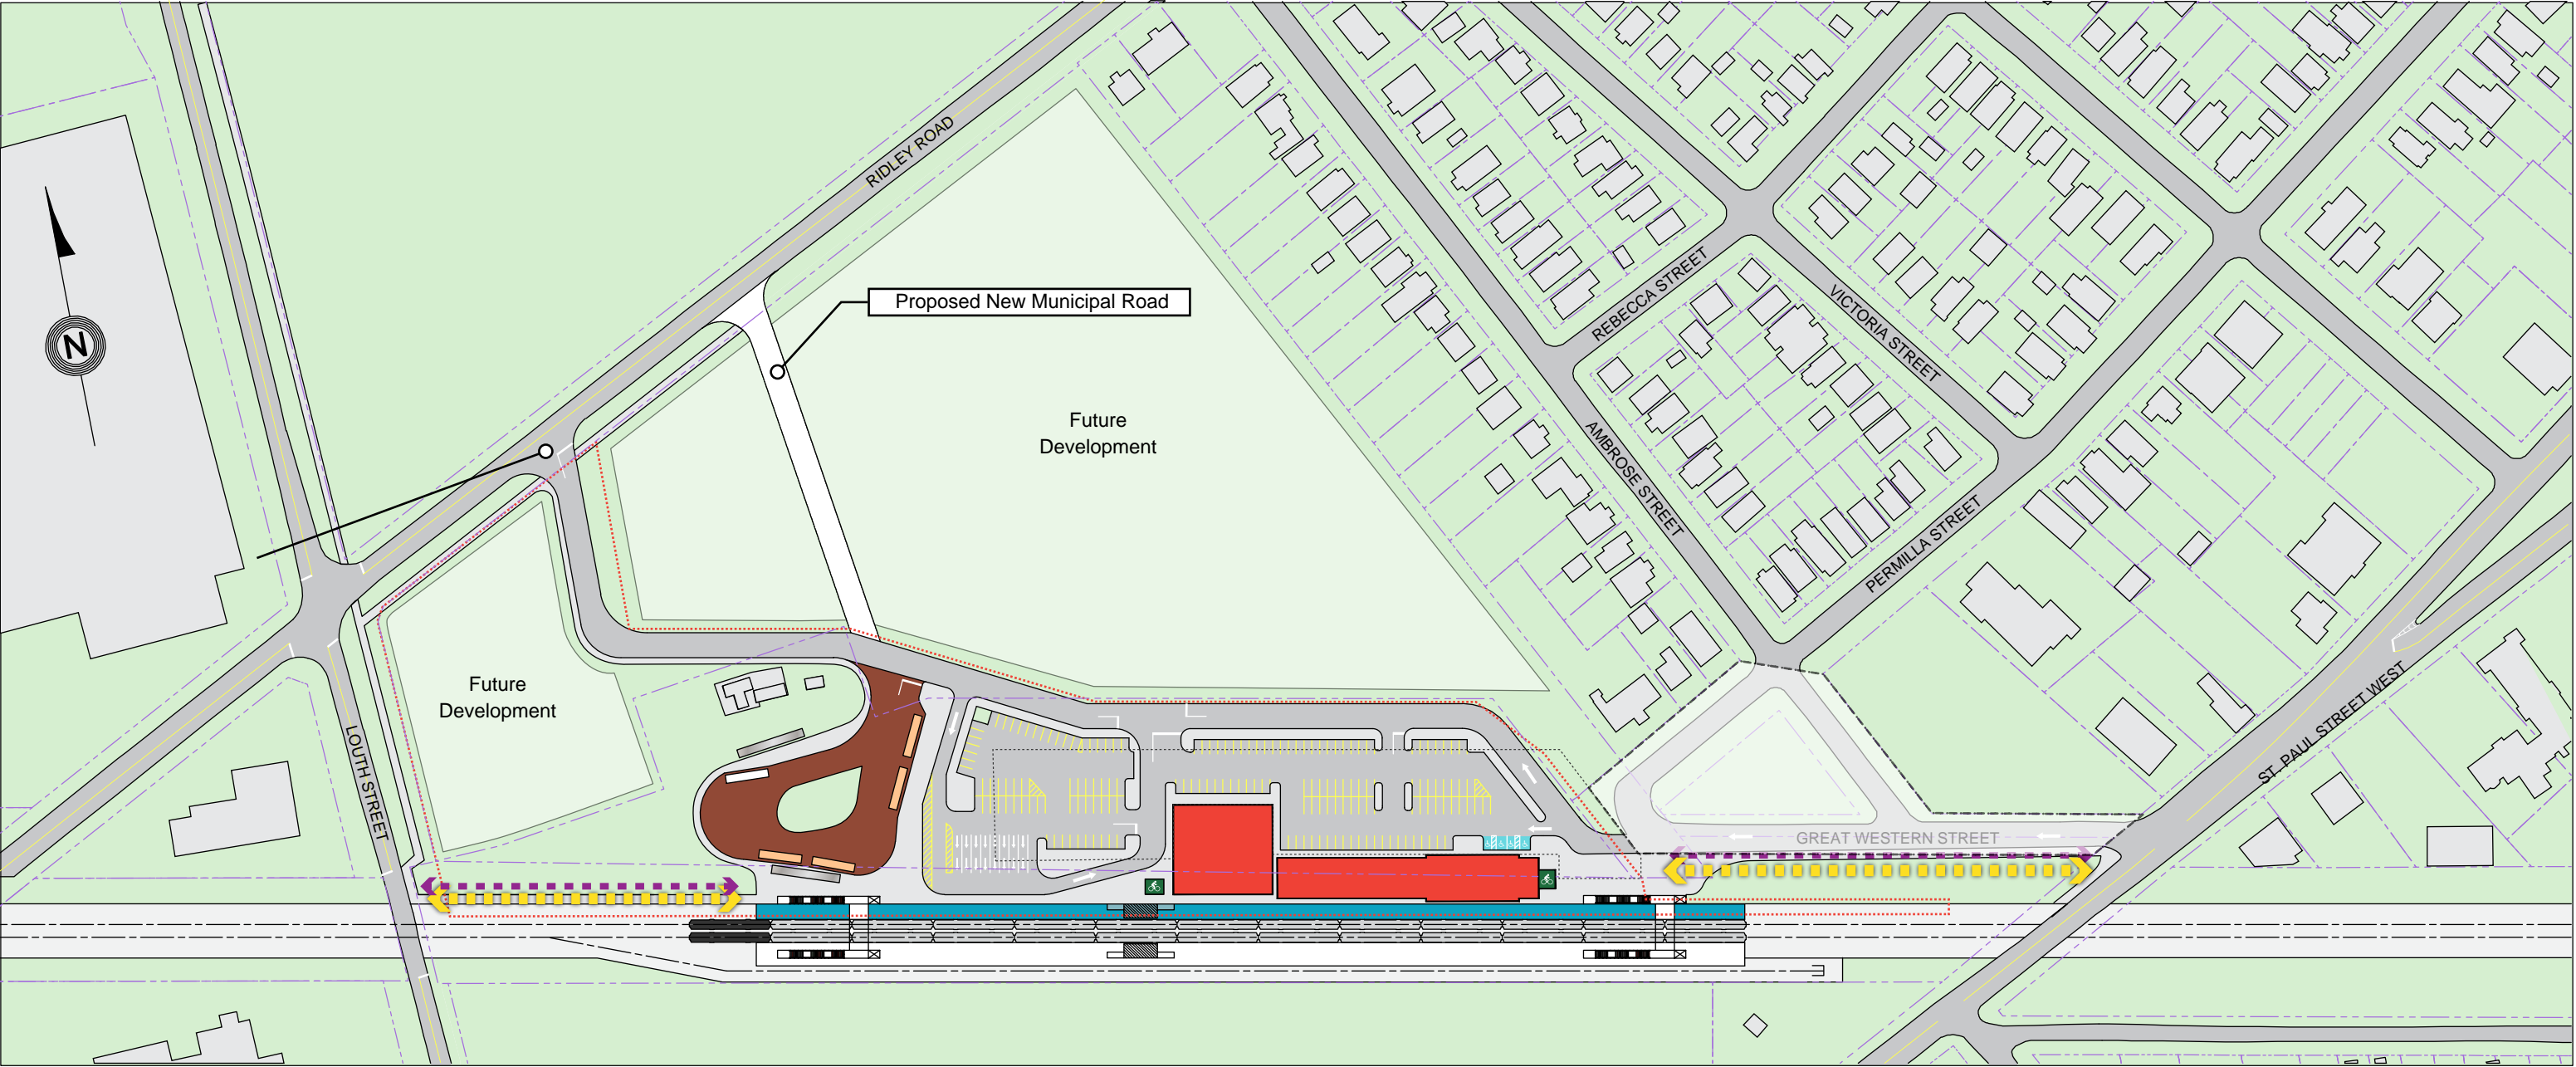 RIDLEY ROAD
N
Proposed New Municipal Road
REBECCA STREET
VICTORIA STREET
Future
Development
AMBROSE STREET
PERMILLA STREET
Future
Development
LOUTH STREET
ST. PAUL STREET WEST
GREAT WESTERN STREET